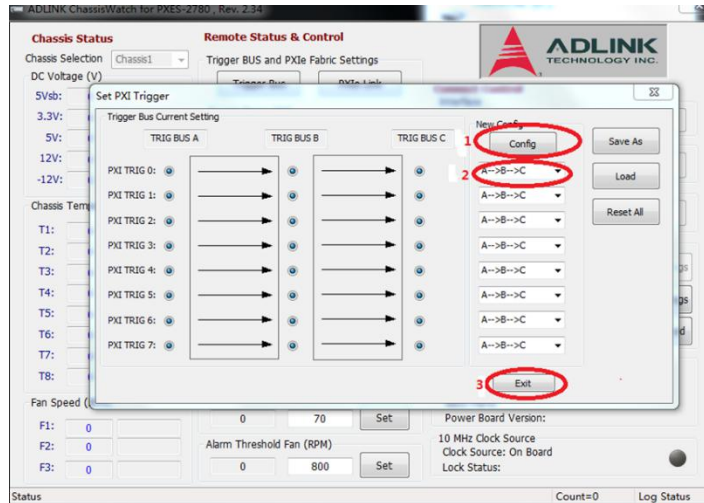 ADLINK ChassisWatch for PXES-2780 , Rev. 2.34
Chassis Status
Remote Status & Control
ADLINK
TECHNOLOGY INC.
Chassis Selection Chassis1
Trigger BUS and PXIe Fabric Settings
DC Voltage (V)
Trigger Bus PXIe Link
5Vsb:
3.3V:
5V:
12V:
-12V:
Chassis Temp
T1:
T2:
T3:
T4:
T5:
T6:
T7:
T8:
Set PXI Trigger
Trigger Bus Current Setting
New Config
TRIG BUS A TRIG BUS B TRIG BUS C
1 Config
Save As
PXI TRIG 0: 2 A-->B-->C
Load
PXI TRIG 1: A-->B-->C
Reset All
PXI TRIG 2: A-->B-->C
PXI TRIG 3: A-->B-->C
PXI TRIG 4: A-->B-->C
PXI TRIG 5: A-->B-->C
PXI TRIG 6: A-->B-->C
PXI TRIG 7: A-->B-->C
3 Exit
Fan Speed
F1: 0
F2: 0
F3: 0
0 70 Set
Alarm Threshold Fan (RPM)
0 800 Set
Power Board Version:
10 MHz Clock Source
Clock Source: On Board
Lock Status:
Status Count=0 Log Status